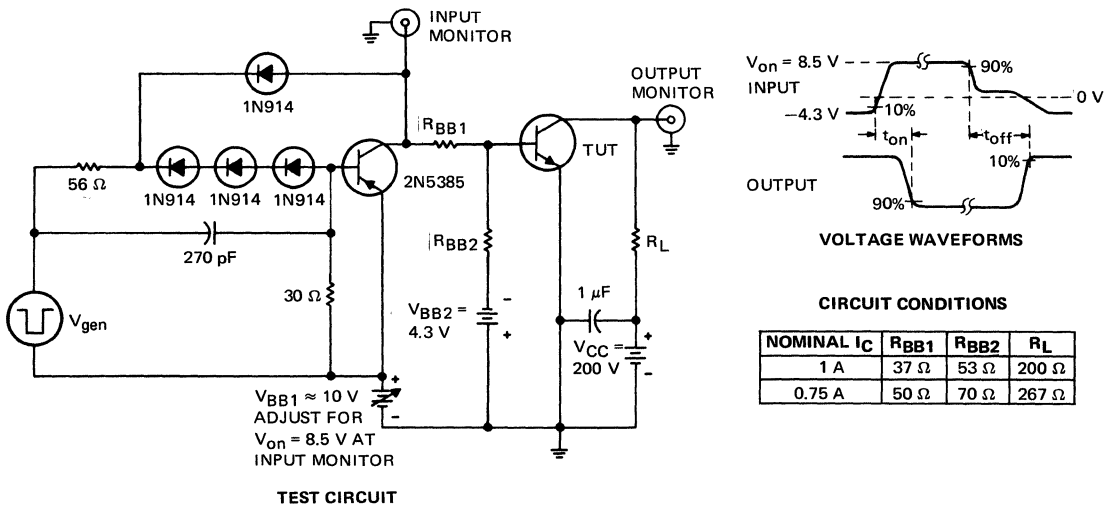 INPUT
MONITOR
1N914
56 Ω
1N914
1N914
1N914
270 pF
Vgen
30 Ω
2N5385
RBB1
RBB2
TUT
OUTPUT
MONITOR
RL
VBB2 =
4.3 V
-
+
1 μF
VCC =
200 V
+
-
+
-
VBB1 ≈ 10 V
ADJUST FOR
Von = 8.5 V AT
INPUT MONITOR
TEST CIRCUIT
Von = 8.5 V
INPUT
−4.3 V
90%
0 V
10%
ton
toff
10%
OUTPUT
90%
VOLTAGE WAVEFORMS
CIRCUIT CONDITIONS
NOMINAL IC RBB1 RBB2 RL
1 A 37 Ω 53 Ω 200 Ω
0.75 A 50 Ω 70 Ω 267 Ω